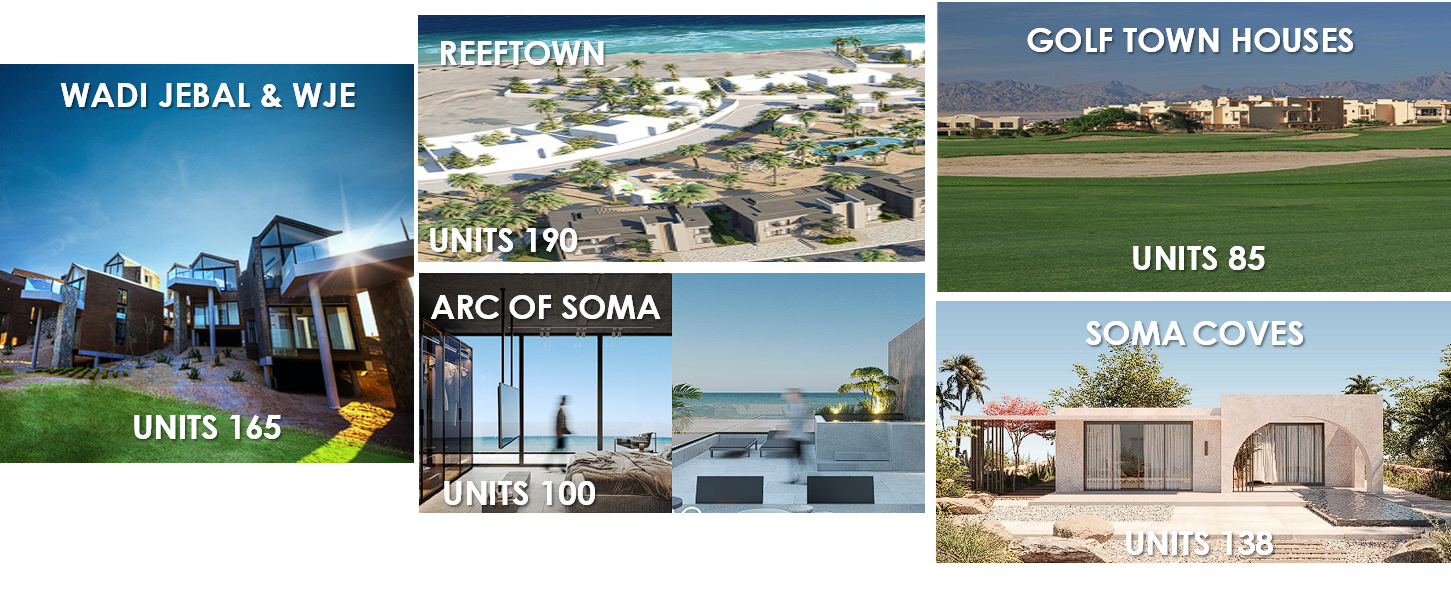 WADI JEBAL & WJE
UNITS 165
REEFTOWN
UNITS 190
ARC OF SOMA
UNITS 100
GOLF TOWN HOUSES
UNITS 85
SOMA COVES
UNITS 138